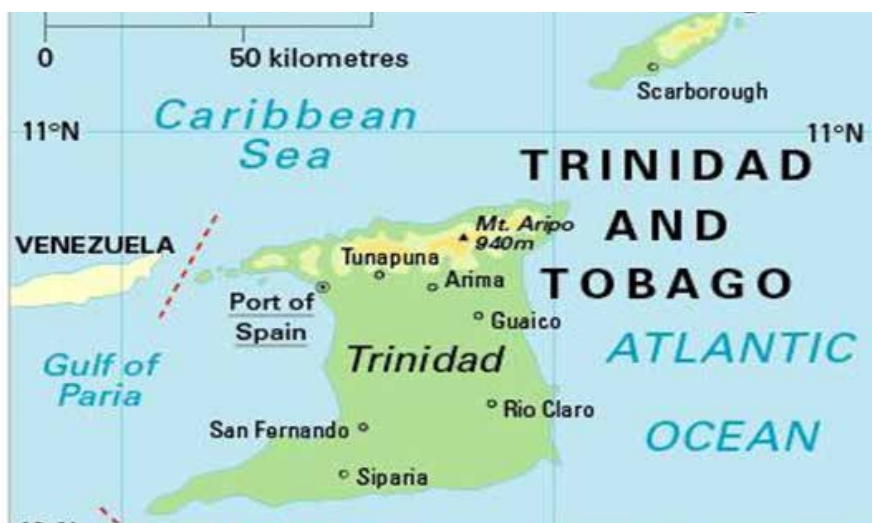 0 50 kilometres
Scarborough
Caribbean
Sea
11°N
11°N
TRINIDAD
AND
TOBAGO
Mt. Aripo
940m
VENEZUELA
Tunapuna
Arima
Port of
Spain
Guaico
Trinidad
ATLANTIC
OCEAN
Gulf of
Paria
Rio Claro
San Fernando
Siparia